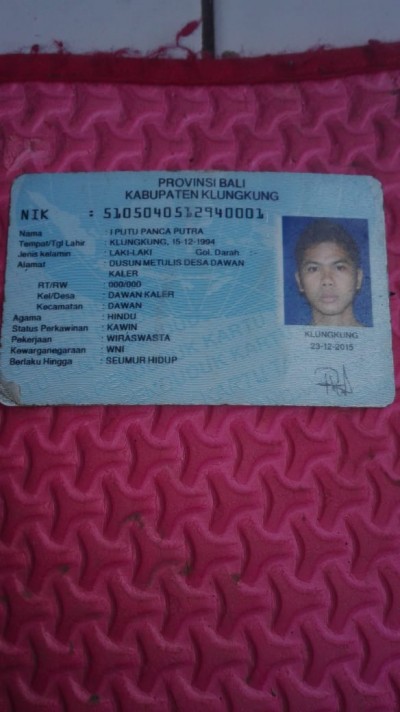 PROVINSI BALI
KABUPATEN KLUNGKUNG
NIK : 5105040512940001
Nama : I PUTU PANCA PUTRA
Tempat/Tgl Lahir : KLUNGKUNG, 15-12-1994
Jenis kelamin : LAKI-LAKI Gol. Darah : -
Alamat : DUSUN METULIS DESA DAWAN
KALER
RT/RW : 000/000
Kel/Desa : DAWAN KALER
Kecamatan : DAWAN
Agama : HINDU
Status Perkawinan : KAWIN
Pekerjaan : WIRASWASTA
Kewarganegaraan : WNI
Berlaku Hingga : SEUMUR HIDUP
KLUNGKUNG
23-12-2015